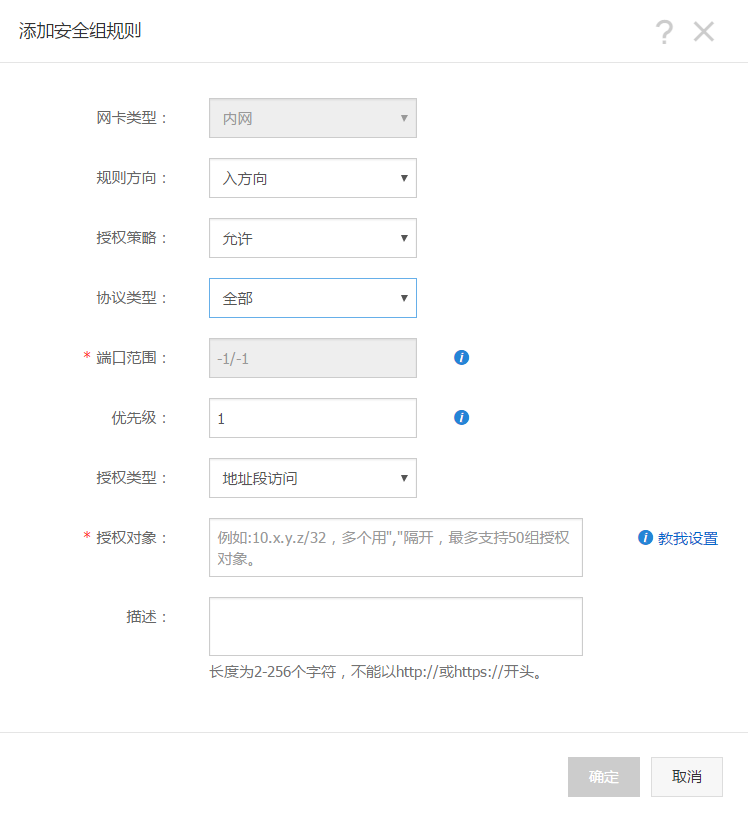 添加安全组规则
网卡类型： 内网
规则方向： 入方向
授权策略： 允许
协议类型： 全部
* 端口范围： -1/-1
优先级： 1
授权类型： 地址段访问
* 授权对象： 例如:10.x.y.z/32，多个用","隔开，最多支持50组授权 教我设置
对象。
描述：
长度为2-256个字符，不能以http://或https://开头。
确定 取消